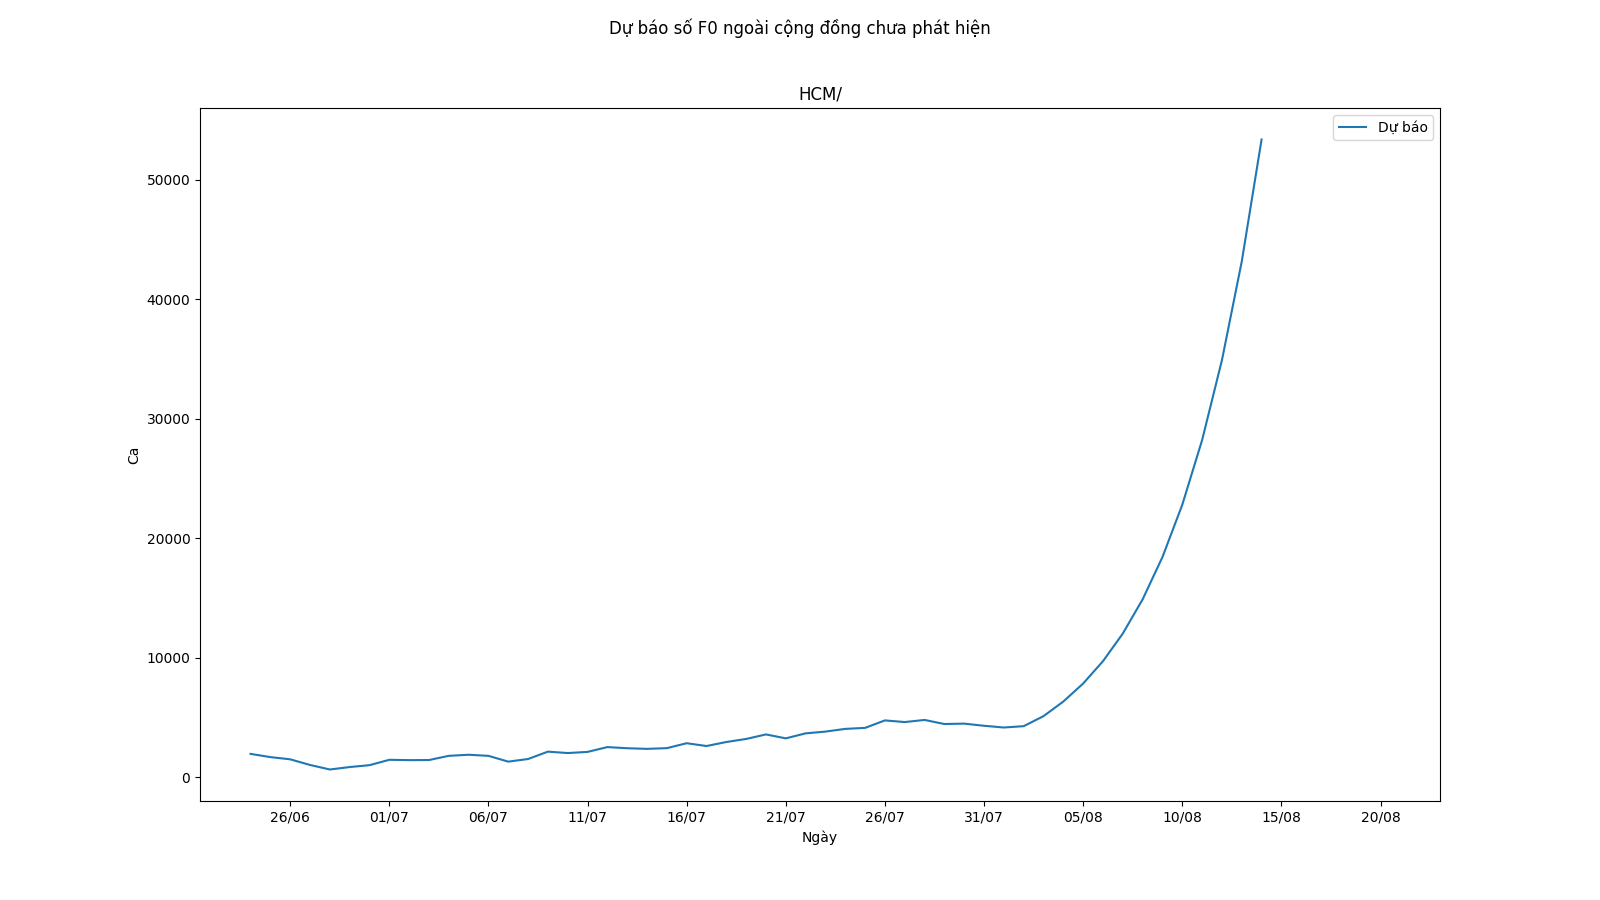 Dự báo số F0 ngoài cộng đồng chưa phát hiện
HCM/
Dự báo
50000
40000
30000
20000
10000
0
Ca
26/06 01/07 06/07 11/07 16/07 21/07 26/07 31/07 05/08 10/08 15/08 20/08
Ngày